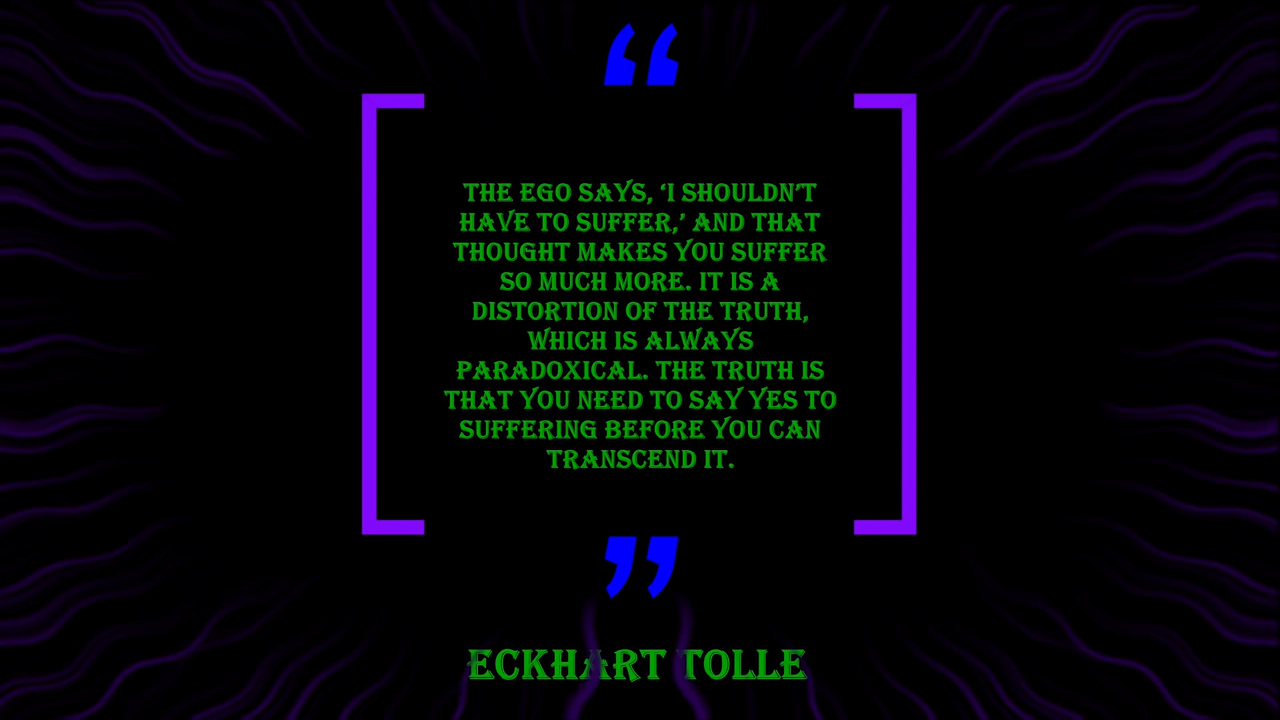 “
THE EGO SAYS, ‘I SHOULDN’T
HAVE TO SUFFER,’ AND THAT
THOUGHT MAKES YOU SUFFER
SO MUCH MORE. IT IS A
DISTORTION OF THE TRUTH,
WHICH IS ALWAYS
PARADOXICAL. THE TRUTH IS
THAT YOU NEED TO SAY YES TO
SUFFERING BEFORE YOU CAN
TRANSCEND IT.
”
ECKHART TOLLE